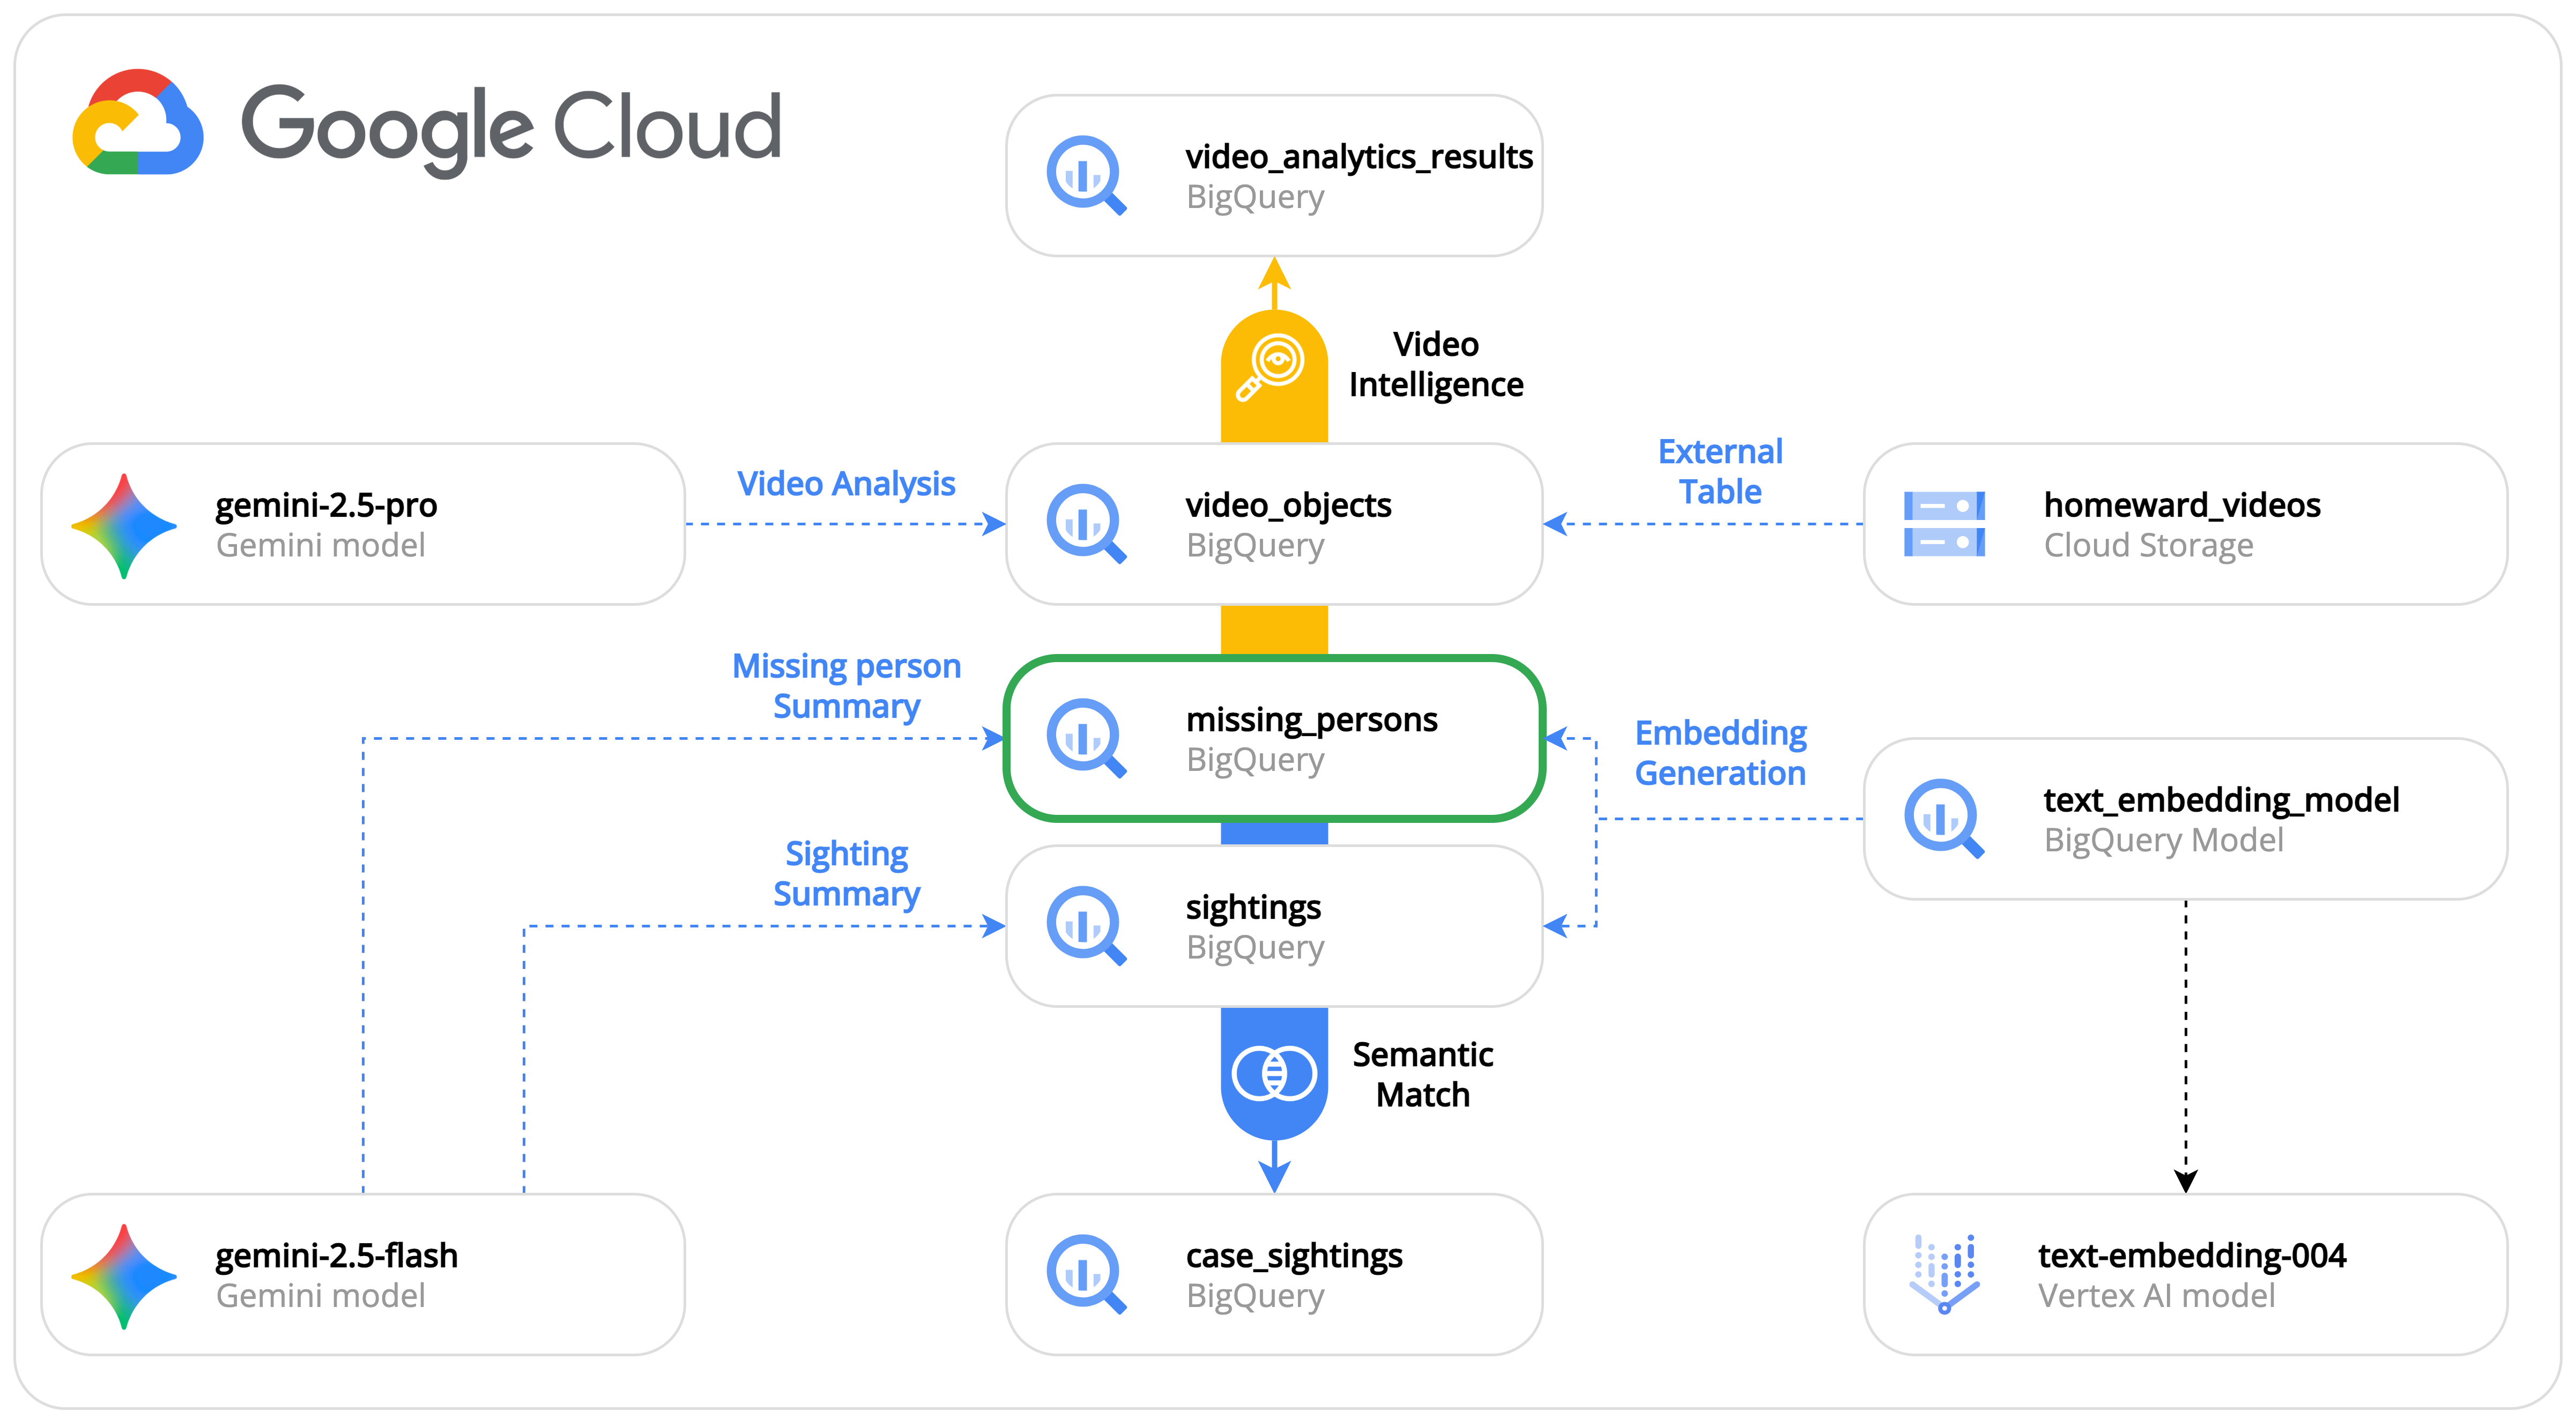 Google Cloud
video_analytics_results
BigQuery
Video
Intelligence
gemini-2.5-pro
Gemini model
Video Analysis
video_objects
BigQuery
External
Table
homeward_videos
Cloud Storage
Missing person
Summary
missing_persons
BigQuery
Embedding
Generation
text_embedding_model
BigQuery Model
Sighting
Summary
sightings
BigQuery
Semantic
Match
gemini-2.5-flash
Gemini model
case_sightings
BigQuery
text-embedding-004
Vertex AI model